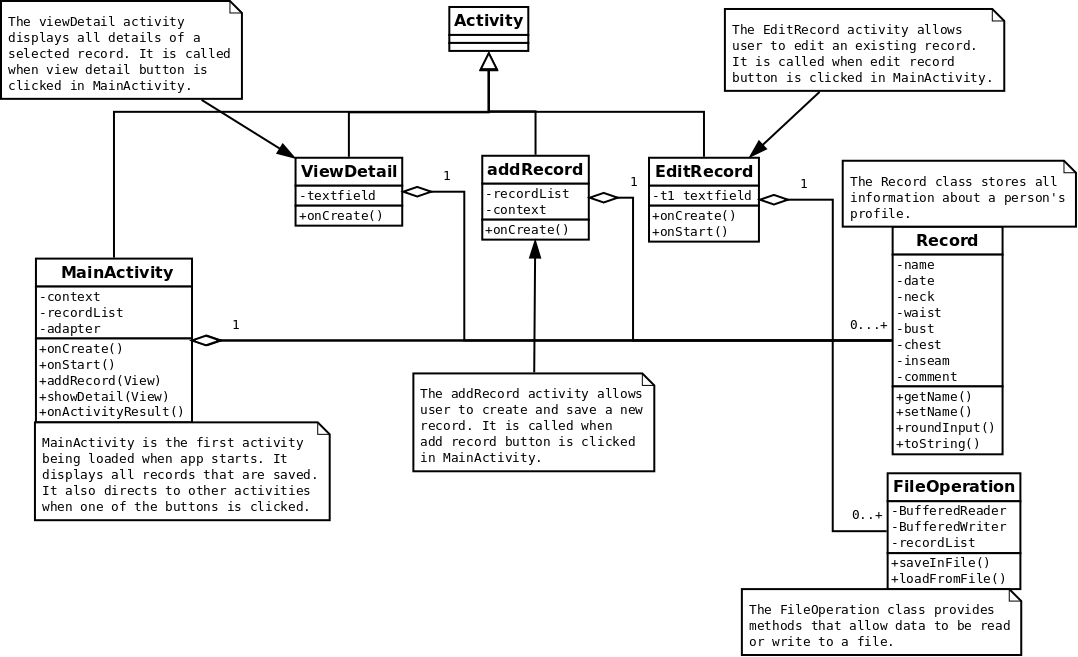 The viewDetail activity
displays all details of a
selected record. It is called
when view detail button is
clicked in MainActivity.
Activity
The EditRecord activity allows
user to edit an existing record.
It is called when edit record
button is clicked in MainActivity.
ViewDetail
-textfield
+onCreate()
1
addRecord
-recordList
-context
+onCreate()
1
EditRecord
-t1 textfield
+onCreate()
+onStart()
1
The Record class stores all
information about a person's
profile.
Record
-name
-date
-neck
-waist
-bust
-chest
-inseam
-comment
+getName()
+setName()
+roundInput()
+toString()
0...+
MainActivity
-context
-recordList
-adapter
+onCreate()
+onStart()
+addRecord(View)
+showDetail(View)
+onActivityResult()
1
MainActivity is the first activity
being loaded when app starts. It
displays all records that are saved.
It also directs to other activities
when one of the buttons is clicked.
The addRecord activity allows
user to create and save a new
record. It is called when
add record button is clicked
in MainActivity.
FileOperation
-BufferedReader
-BufferedWriter
-recordList
+saveInFile()
+loadFromFile()
0..+
The FileOperation class provides
methods that allow data to be read
or write to a file.